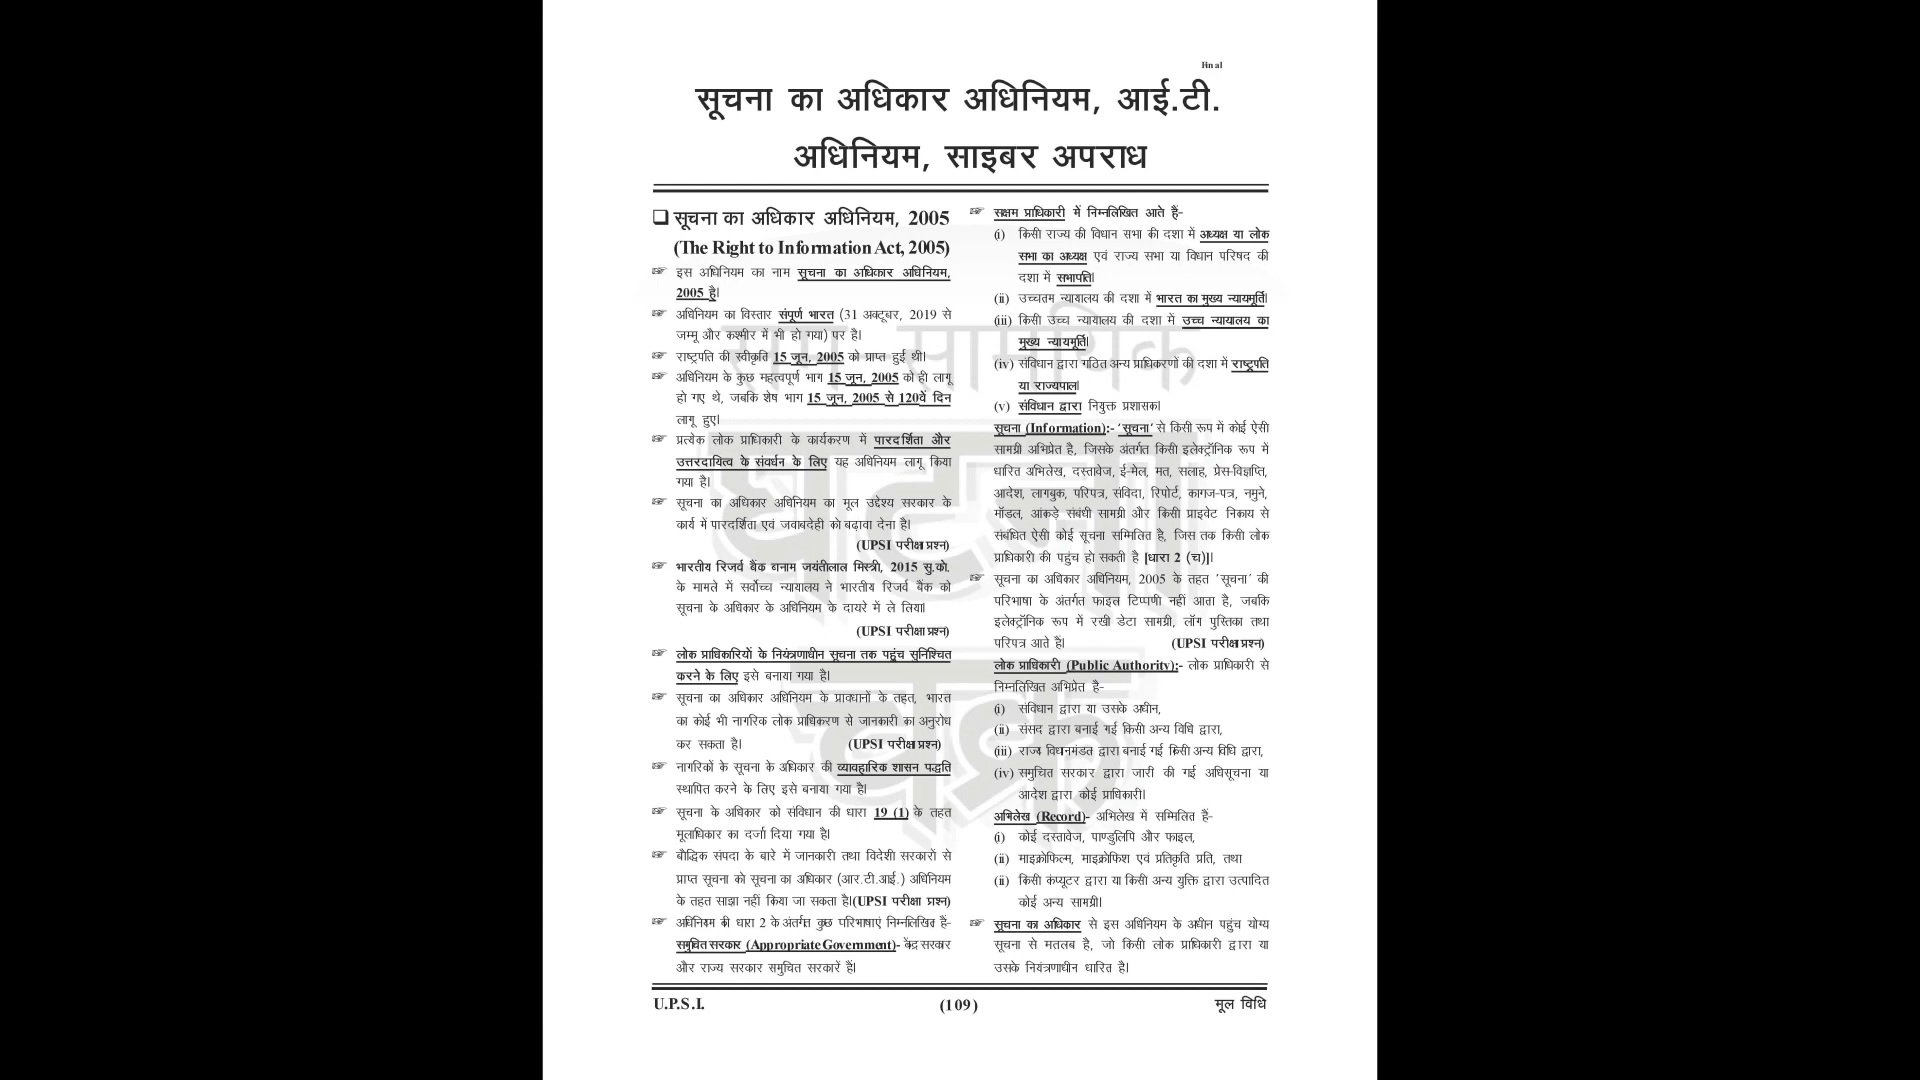 Final
सूचना का अधिकार अधिनियम, आई.टी.
अधिनियम, साइबर अपराध
❑ सूचना का अधिकार अधिनियम, 2005
(The Right to Information Act, 2005)
☞ इस अधिनियम का नाम सूचना का अधिकार अधिनियम,
2005 है।
☞ अधिनियम का विस्तार संपूर्ण भारत (31 अक्टूबर, 2019 से
जम्मू और कश्मीर में भी हो गया) पर है।
☞ राष्ट्रपति की स्वीकृति 15 जून, 2005 को प्राप्त हुई थी।
☞ अधिनियम के कुछ महत्वपूर्ण भाग 15 जून, 2005 को ही लागू
हो गए थे, जबकि शेष भाग 15 जून, 2005 से 120वें दिन
लागू हुए।
☞ प्रत्येक लोक प्राधिकारी के कार्यकरण में पारदर्शिता और
उत्तरदायित्व के संवर्धन के लिए यह अधिनियम लागू किया
गया है।
☞ सूचना का अधिकार अधिनियम का मूल उद्देश्य सरकार के
कार्य में पारदर्शिता एवं जवाबदेही को बढ़ावा देना है।
(UPSI परीक्षा प्रश्न)
☞ भारतीय रिजर्व बैंक बनाम जयंतीलाल मिस्त्री, 2015 सु.को.
के मामले में सर्वोच्च न्यायालय ने भारतीय रिजर्व बैंक को
सूचना के अधिकार के अधिनियम के दायरे में ले लिया।
(UPSI परीक्षा प्रश्न)
☞ लोक प्राधिकारियों के नियंत्रणाधीन सूचना तक पहुंच सुनिश्चित
करने के लिए इसे बनाया गया है।
☞ सूचना का अधिकार अधिनियम के प्रावधानों के तहत, भारत
का कोई भी नागरिक लोक प्राधिकरण से जानकारी का अनुरोध
कर सकता है। (UPSI परीक्षा प्रश्न)
☞ नागरिकों के सूचना के अधिकार की व्यावहारिक शासन पद्धति
स्थापित करने के लिए इसे बनाया गया है।
☞ सूचना के अधिकार को संविधान की धारा 19 (1) के तहत
मूलाधिकार का दर्जा दिया गया है।
☞ बौद्धिक संपदा के बारे में जानकारी तथा विदेशी सरकारों से
प्राप्त सूचना को सूचना का अधिकार (आर.टी.आई.) अधिनियम
के तहत साझा नहीं किया जा सकता है।(UPSI परीक्षा प्रश्न)
☞ अधिनियम की धारा 2 के अंतर्गत कुछ परिभाषाएं निम्नलिखित हैं-
समुचित सरकार (Appropriate Government)- केंद्र सरकार
और राज्य सरकार समुचित सरकारें हैं।
☞ सक्षम प्राधिकारी में निम्नलिखित आते हैं-
(i) किसी राज्य की विधान सभा की दशा में अध्यक्ष या लोक
सभा का अध्यक्ष एवं राज्य सभा या विधान परिषद की
दशा में सभापति।
(ii) उच्चतम न्यायालय की दशा में भारत का मुख्य न्यायमूर्ति।
(iii) किसी उच्च न्यायालय की दशा में उच्च न्यायालय का
मुख्य न्यायमूर्ति।
(iv) संविधान द्वारा गठित अन्य प्राधिकरणों की दशा में राष्ट्रपति
या राज्यपाल।
(v) संविधान द्वारा नियुक्त प्रशासक।
सूचना (Information):- ‘सूचना’ से किसी रूप में कोई ऐसी
सामग्री अभिप्रेत है, जिसके अंतर्गत किसी इलेक्ट्रॉनिक रूप में
धारित अभिलेख, दस्तावेज, ई-मेल, मत, सलाह, प्रेस-विज्ञप्ति,
आदेश, लागबुक, परिपत्र, संविदा, रिपोर्ट, कागज-पत्र, नमुने,
मॉडल, आंकड़े संबंधी सामग्री और किसी प्राइवेट निकाय से
संबंधित ऐसी कोई सूचना सम्मिलित है, जिस तक किसी लोक
प्राधिकारी की पहुंच हो सकती है [धारा 2 (च)]।
☞ सूचना का अधिकार अधिनियम, 2005 के तहत ‘सूचना’ की
परिभाषा के अंतर्गत फाइल टिप्पणी नहीं आता है, जबकि
इलेक्ट्रॉनिक रूप में रखी डेटा सामग्री, लॉग पुस्तिका तथा
परिपत्र आते हैं। (UPSI परीक्षा प्रश्न)
लोक प्राधिकारी (Public Authority):- लोक प्राधिकारी से
निम्नलिखित अभिप्रेत है-
(i) संविधान द्वारा या उसके अधीन,
(ii) संसद द्वारा बनाई गई किसी अन्य विधि द्वारा,
(iii) राज्य विधानमंडल द्वारा बनाई गई किसी अन्य विधि द्वारा,
(iv) समुचित सरकार द्वारा जारी की गई अधिसूचना या
आदेश द्वारा कोई प्राधिकारी।
अभिलेख (Record)- अभिलेख में सम्मिलित हैं-
(i) कोई दस्तावेज, पाण्डुलिपि और फाइल,
(ii) माइक्रोफिल्म, माइक्रोफिश एवं प्रतिकृति प्रति, तथा
(ii) किसी कंप्यूटर द्वारा या किसी अन्य युक्ति द्वारा उत्पादित
कोई अन्य सामग्री।
☞ सूचना का अधिकार से इस अधिनियम के अधीन पहुंच योग्य
सूचना से मतलब है, जो किसी लोक प्राधिकारी द्वारा या
उसके नियंत्रणाधीन धारित है।
सम-सामयिक
घटना
चक्र
U.P.S.I. (109) मूल विधि